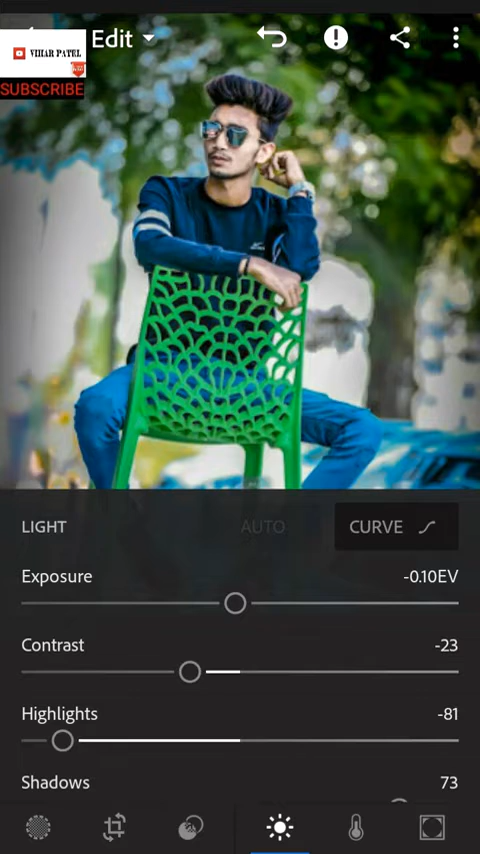 Edit
VIHAR PATEL
SUBSCRIBE
LIGHT
AUTO
CURVE
Exposure
-0.10EV
Contrast
-23
Highlights
-81
Shadows
73